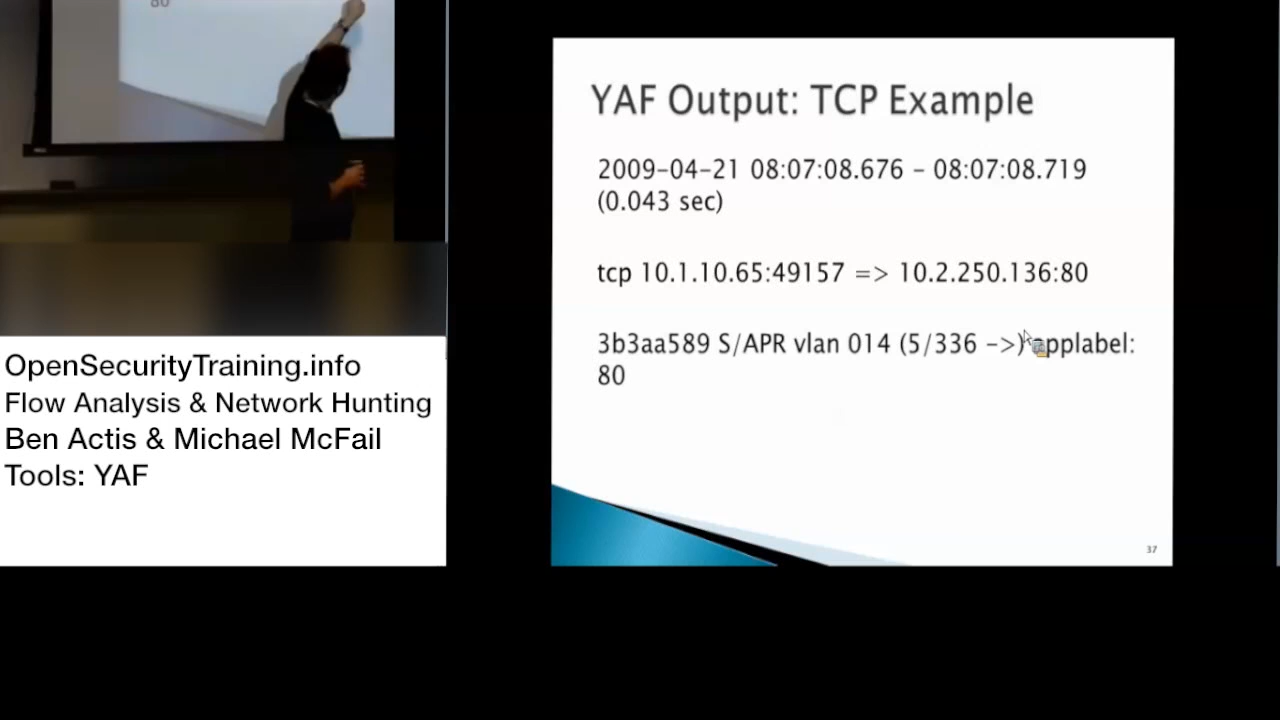 80
OpenSecurityTraining.info
Flow Analysis & Network Hunting
Ben Actis & Michael McFail
Tools: YAF
YAF Output: TCP Example
2009-04-21 08:07:08.676 - 08:07:08.719
(0.043 sec)
tcp 10.1.10.65:49157 => 10.2.250.136:80
3b3aa589 S/APR vlan 014 (5/336 ->) applabel:
80
37